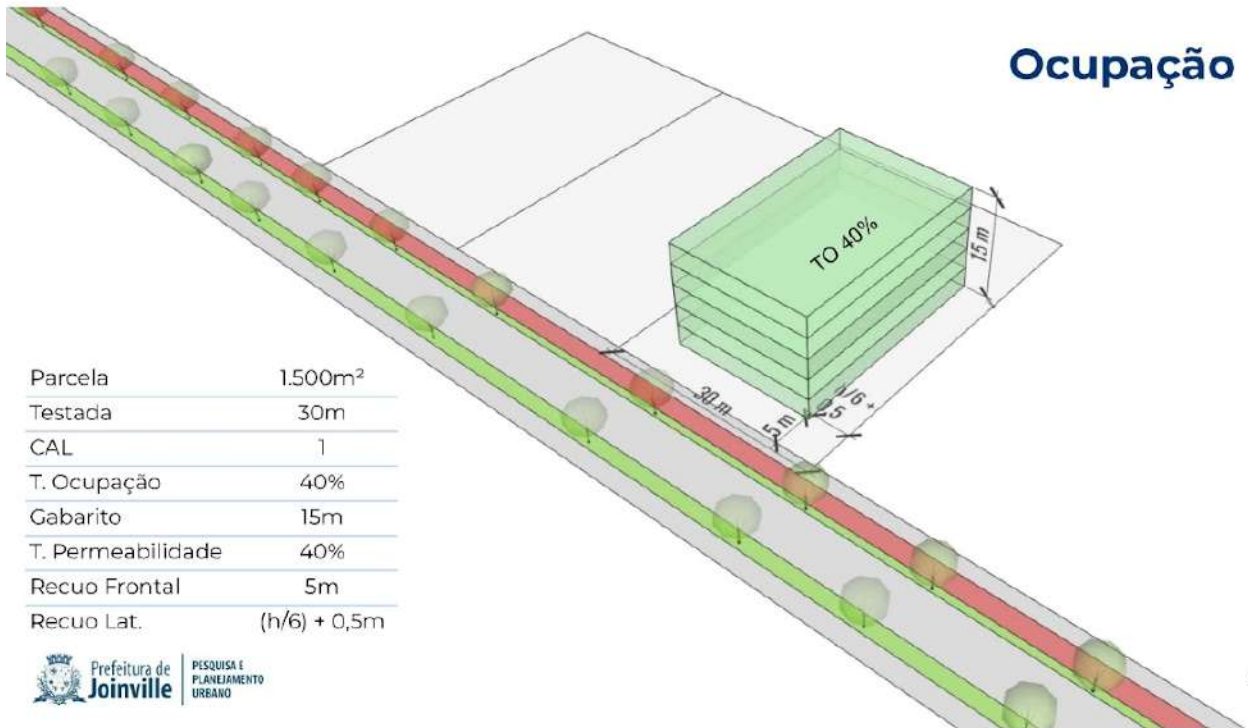 Ocupação
TO 40%
15 m
30 m
5 m
h/6 +
0,5
Parcela 1.500m²
Testada 30m
CAL 1
T. Ocupação 40%
Gabarito 15m
T. Permeabilidade 40%
Recuo Frontal 5m
Recuo Lat. (h/6) + 0,5m
Prefeitura de
Joinville
PESQUISA E
PLANEJAMENTO
URBANO